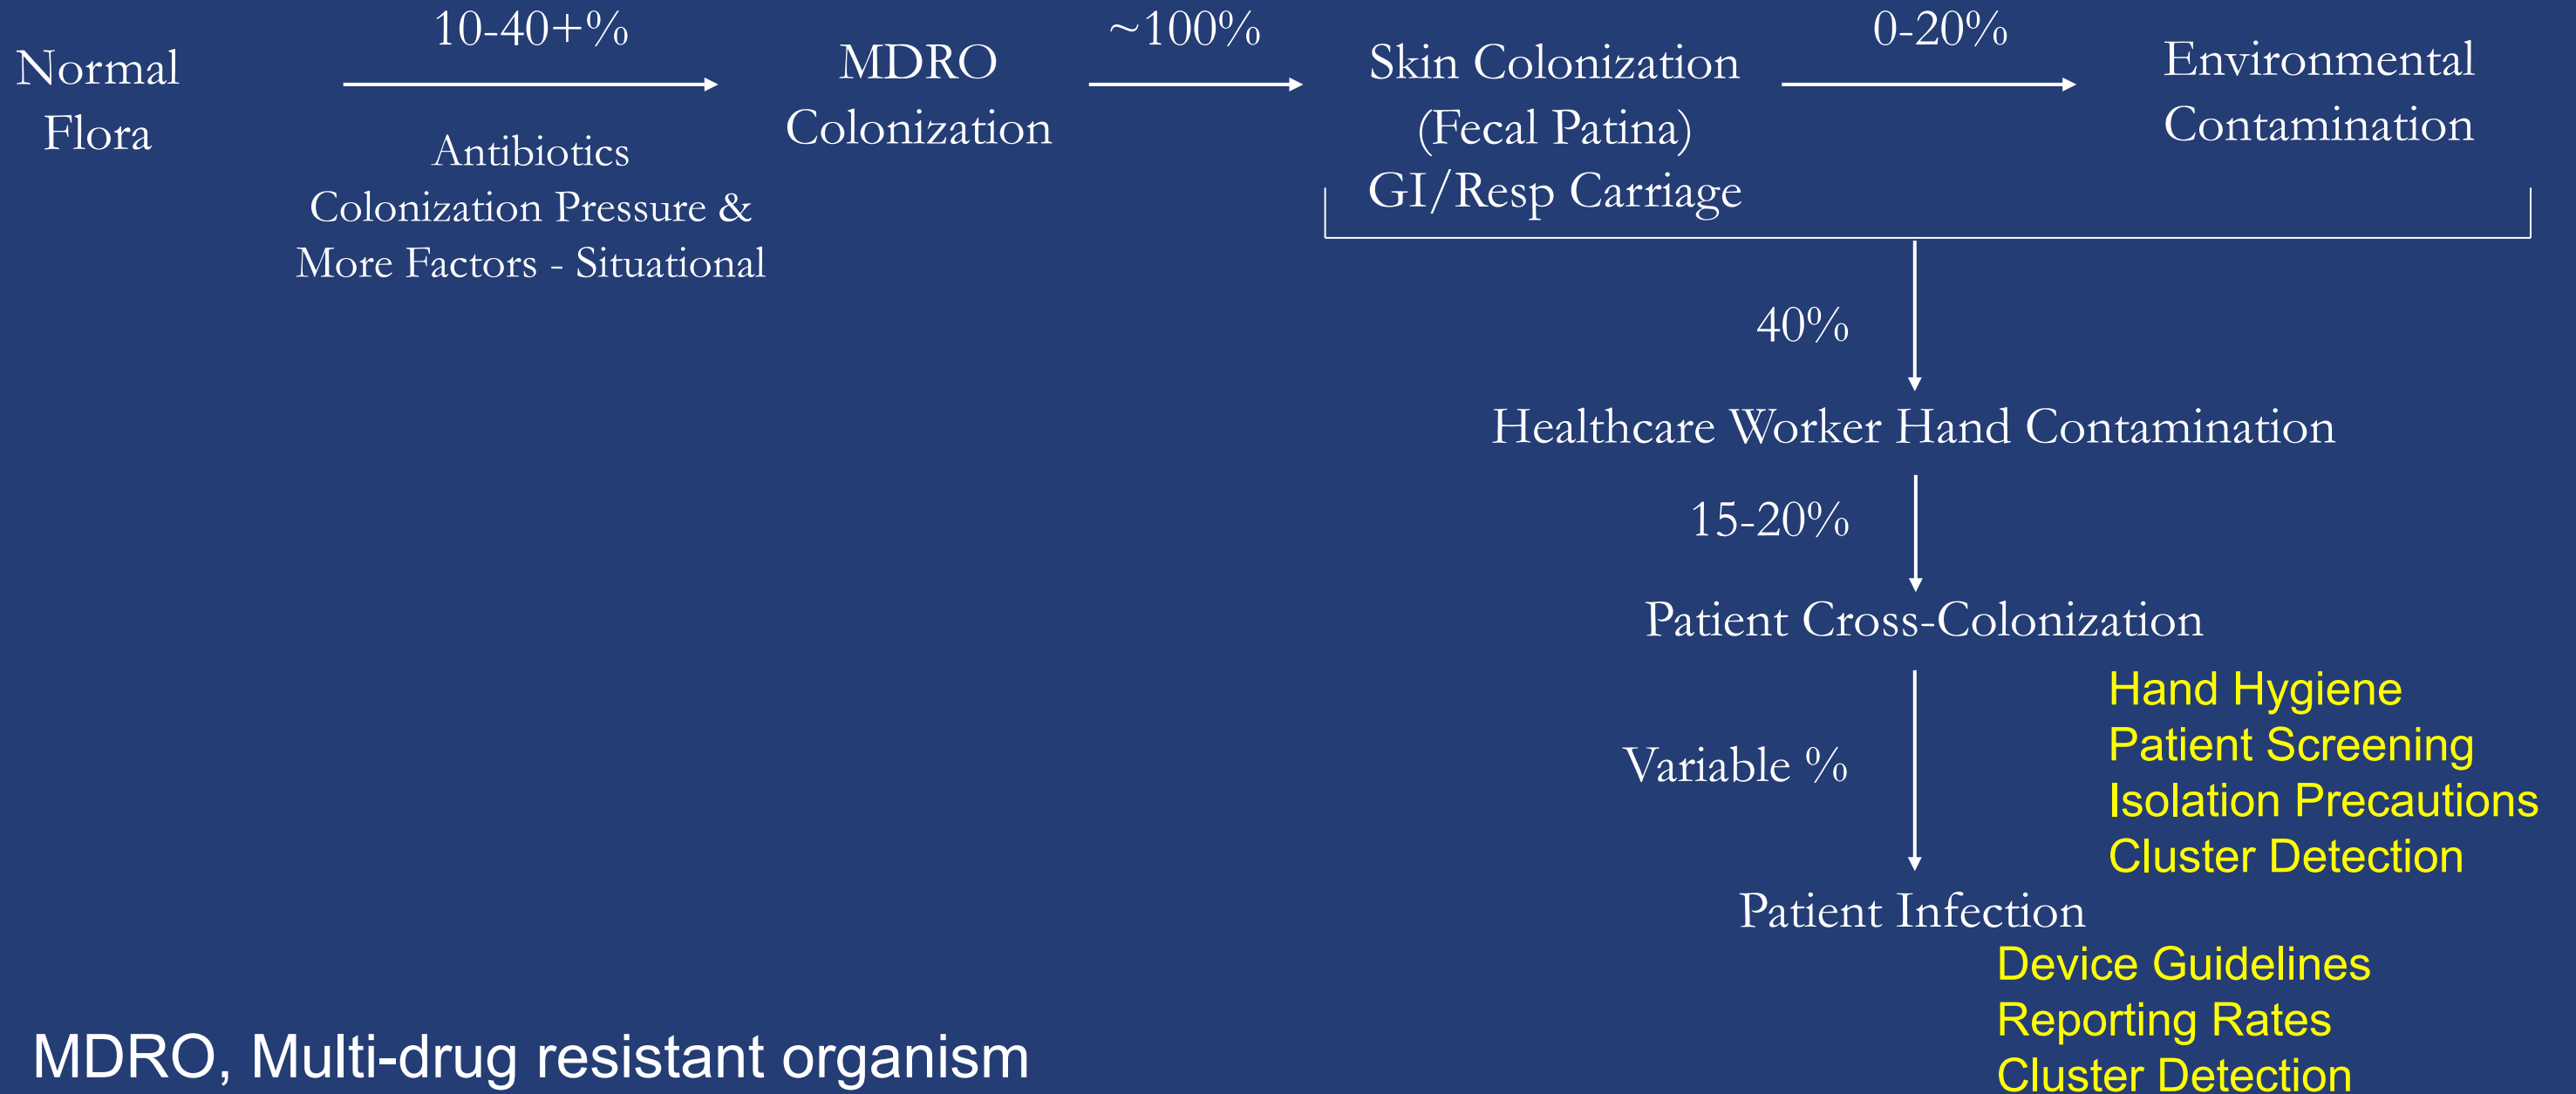 Normal
Flora
10-40+%
Antibiotics
Colonization Pressure &
More Factors - Situational
MDRO
Colonization
~100%
Skin Colonization
(Fecal Patina)
GI/Resp Carriage
0-20%
Environmental
Contamination
40%
Healthcare Worker Hand Contamination
15-20%
Patient Cross-Colonization
Hand Hygiene
Patient Screening
Isolation Precautions
Cluster Detection
Variable %
Patient Infection
Device Guidelines
Reporting Rates
Cluster Detection
MDRO, Multi-drug resistant organism